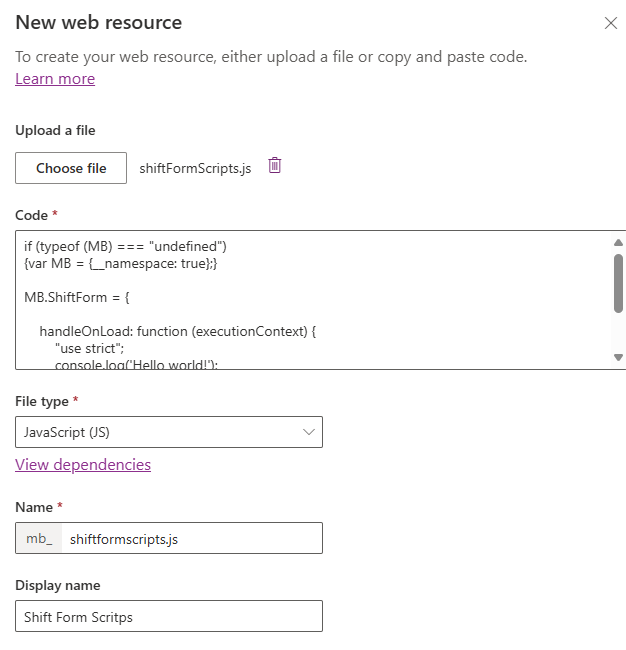 New web resource
To create your web resource, either upload a file or copy and paste code.
Learn more
Upload a file
Choose file
shiftFormScripts.js
Code *
if (typeof (MB) === "undefined")
{var MB = {__namespace: true};}
MB.ShiftForm = {
handleOnLoad: function (executionContext) {
"use strict";
console.log('Hello world!');
File type *
JavaScript (JS)
View dependencies
Name *
mb_ shiftformscripts.js
Display name
Shift Form Scritps